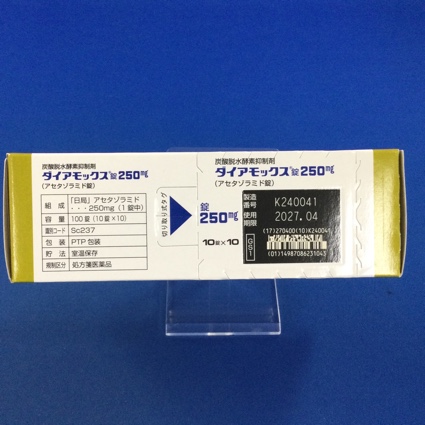 炭酸脱水酵素抑制剤
ダイアモックス錠250mg
(アセタゾラミド錠)
組成 「日局」アセタゾラミド
・・・250mg(1錠中)
容量 100錠(10錠×10)
識別コード Sc237
包装 PTP包装
貯法 室温保存
規制区分 処方箋医薬品
切り取り式タグ
炭酸脱水酵素抑制剤
ダイアモックス錠250mg
(アセタゾラミド錠)
錠
250mg
10錠×10
製造番号 K240041
使用期限 2027.04
(17)270400(10)K240041
(01)14987086231043
GS1